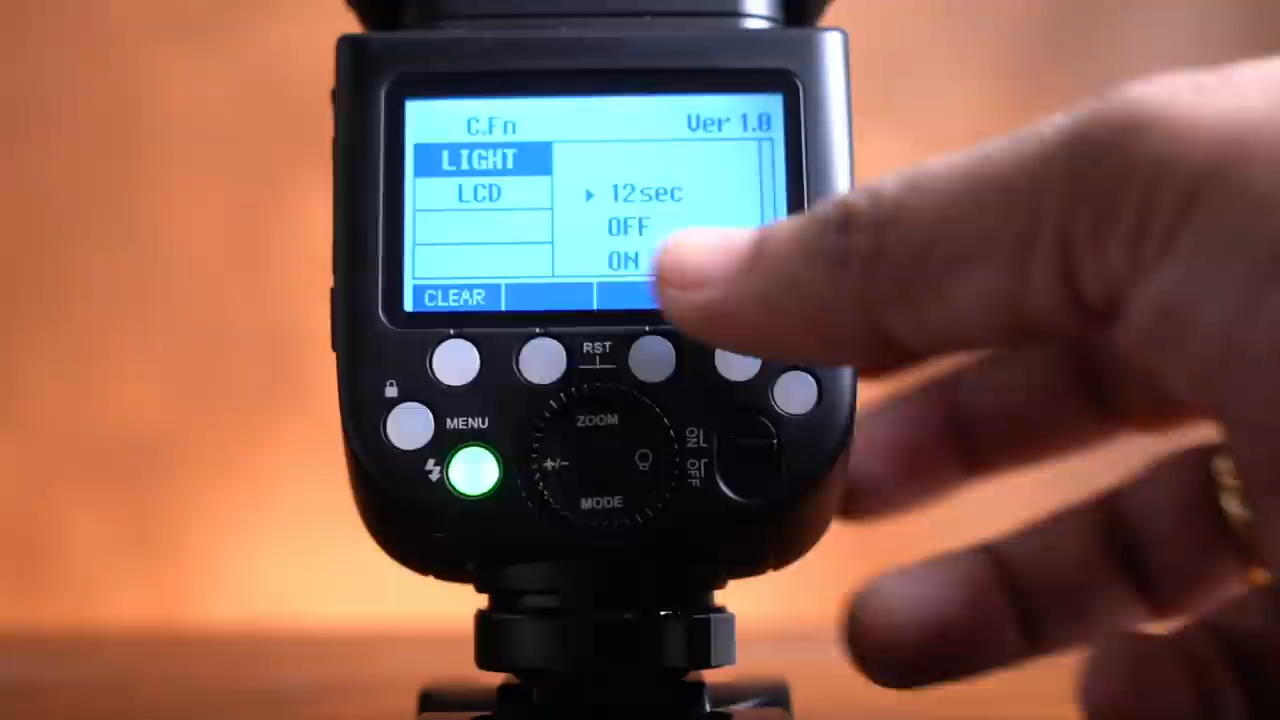 C.Fn Ver 1.0
LIGHT
LCD ▸ 12sec
OFF
ON
CLEAR
RST
MENU
ZOOM
+/-
ON
OFF
MODE